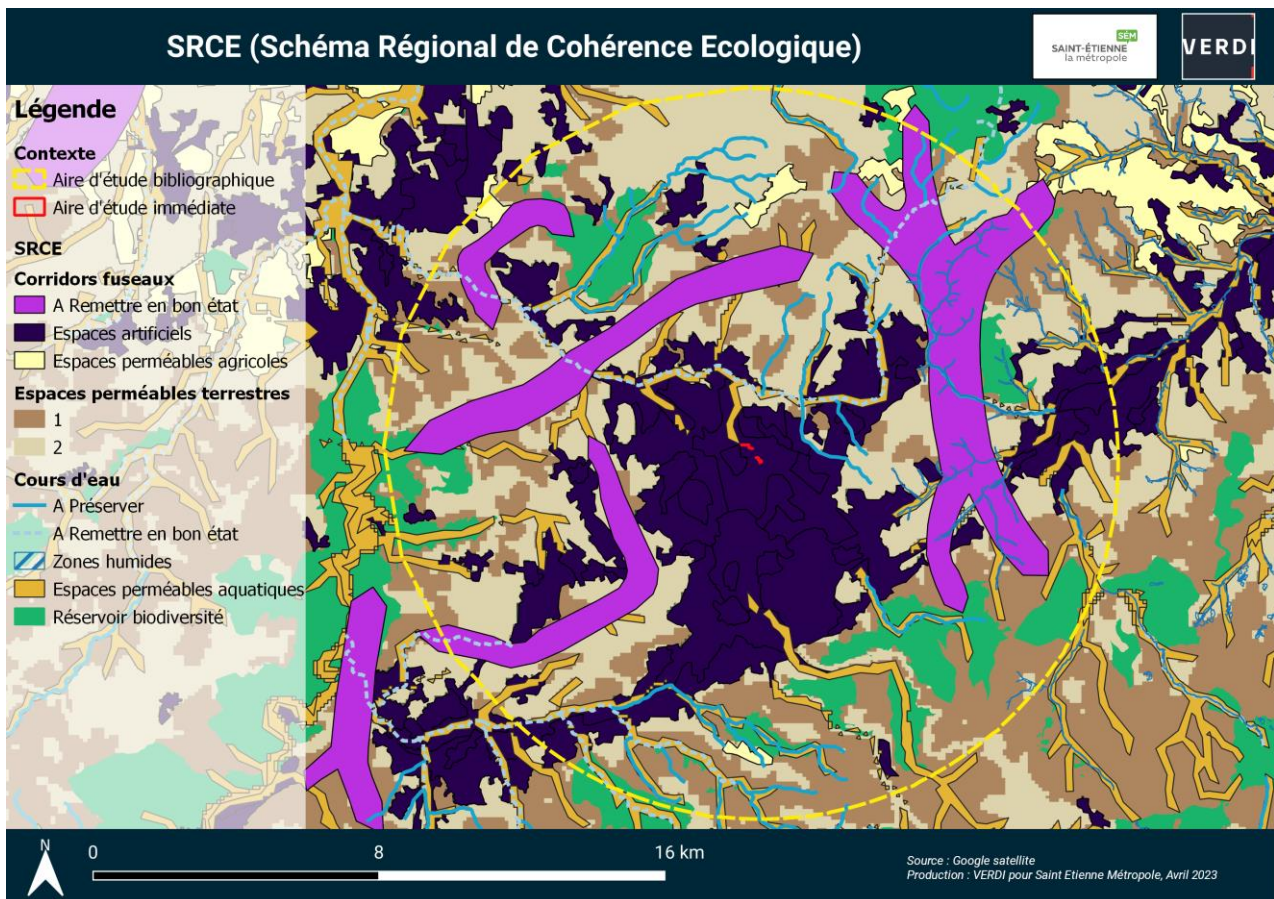 SRCE (Schéma Régional de Cohérence Ecologique)
SEM
SAINT-ÉTIENNE
la métropole
VERDI
Légende
Contexte
Aire d'étude bibliographique
Aire d'étude immédiate
SRCE
Corridors fuseaux
A Remettre en bon état
Espaces artificiels
Espaces perméables agricoles
Espaces perméables terrestres
1
2
Cours d'eau
A Préserver
A Remettre en bon état
Zones humides
Espaces perméables aquatiques
Réservoir biodiversité
N
0
8
16 km
Source : Google satellite
Production : VERDI pour Saint Etienne Métropole, Avril 2023